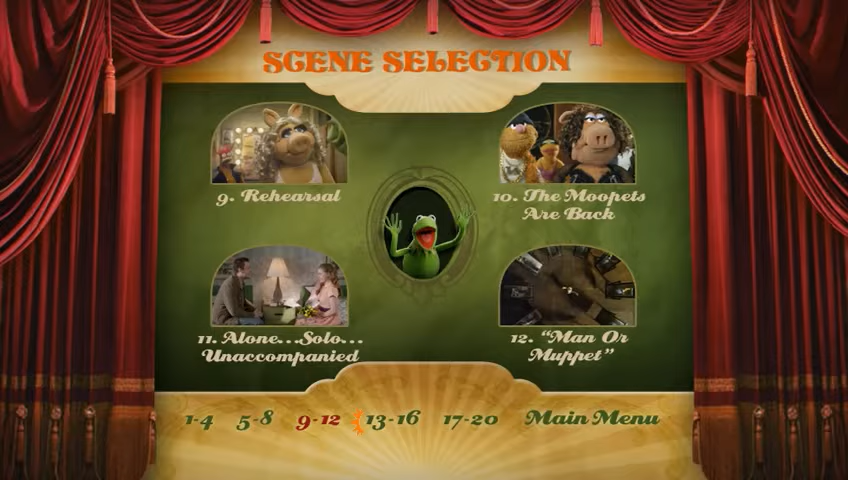 SCENE SELECTION
9. Rehearsal
10. The Moopets
Are Back
11. Alone...Solo...
Unaccompanied
12. “Man Or
Muppet”
1-4 5-8 9-12 13-16 17-20 Main Menu